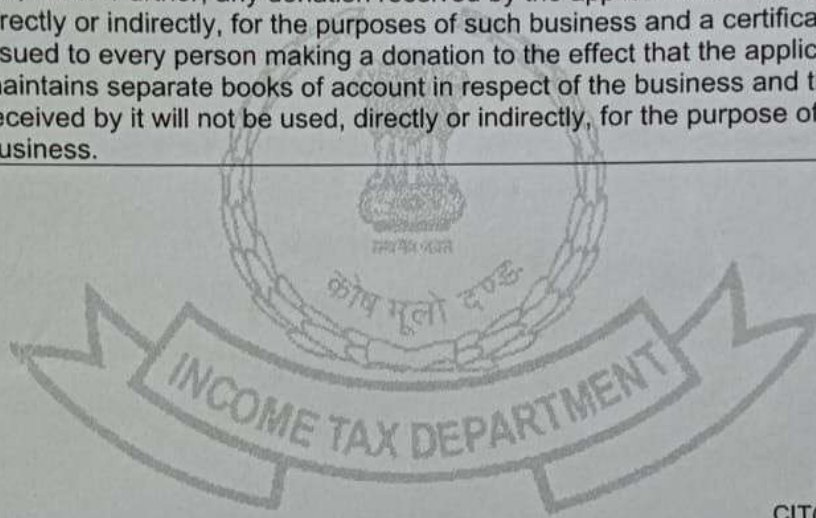 directly or indirectly, for the purposes of such business and a certifica
sued to every person making a donation to the effect that the applic
aintains separate books of account in respect of the business and t
eceived by it will not be used, directly or indirectly, for the purpose of
usiness.
सत्यमेव जयते
कोष मूलो दण्ड
INCOME TAX DEPARTMENT
CIT